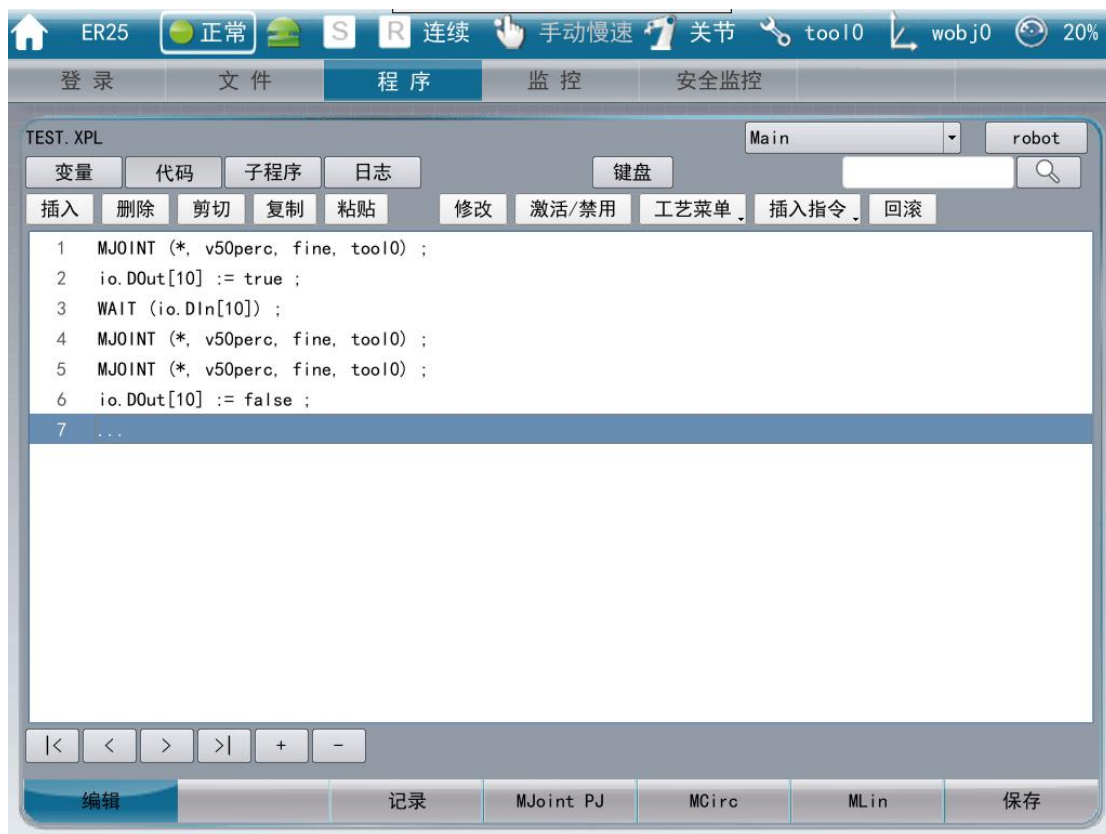 ER25 正常 S R 连续 手动慢速 关节 tool0 wobj0 20%
登录 文件 程序 监控 安全监控
TEST.XPL Main robot
变量 代码 子程序 日志 键盘
插入 删除 剪切 复制 粘贴 修改 激活/禁用 工艺菜单 插入指令 回滚
1 MJOINT (*, v50perc, fine, tool0) ;
2 io.DOut[10] := true ;
3 WAIT (io.DIn[10]) ;
4 MJOINT (*, v50perc, fine, tool0) ;
5 MJOINT (*, v50perc, fine, tool0) ;
6 io.DOut[10] := false ;
7 ...
|< < > >| + -
编辑 记录 MJoint PJ MCirc MLin 保存